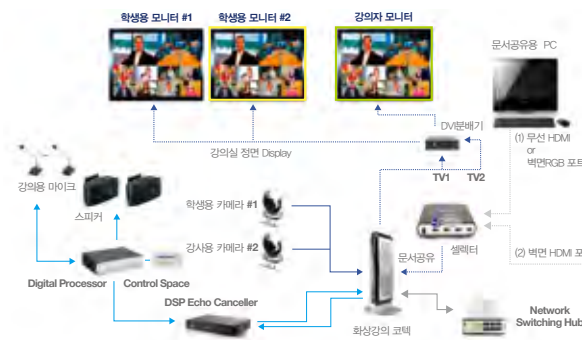 학생용 모니터 #1
학생용 모니터 #2
강의자 모니터
문서공유용 PC
DVI분배기
(1) 무선 HDMI
or
벽면RGB 포트
강의실 정면 Display
TV1
TV2
강의용 마이크
스피커
학생용 카메라 #1
강사용 카메라 #2
문서공유
셀렉터
(2) 벽면 HDMI 포
Digital Processor
Control Space
DSP Echo Canceller
화상강의 코덱
Network
Switching Hub